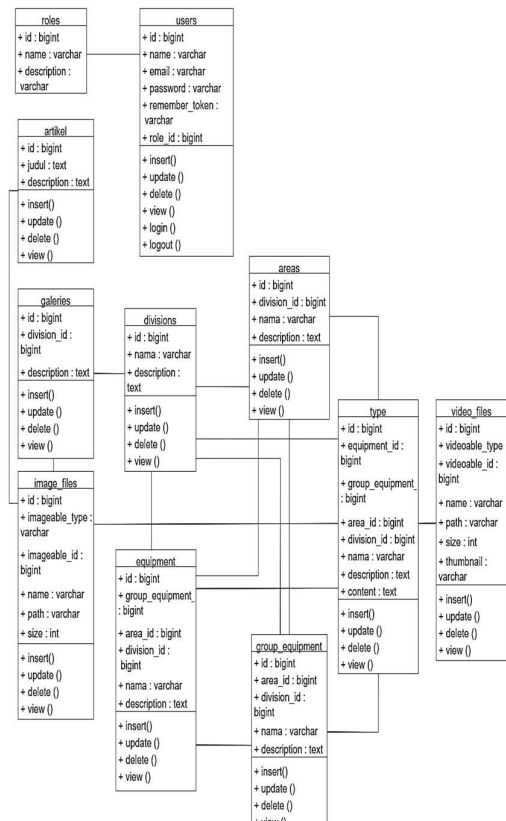 roles
+ id : bigint
+ name : varchar
+ description :
varchar
users
+ id : bigint
+ name : varchar
+ email : varchar
+ password : varchar
+ remember_token :
varchar
+ role_id : bigint
+ insert()
+ update ()
+ delete ()
+ view ()
+ login ()
+ logout ()
artikel
+ id : bigint
+ judul : text
+ description : text
+ insert()
+ update ()
+ delete ()
+ view ()
galeries
+ id : bigint
+ division_id :
bigint
+ description : text
+ insert()
+ update ()
+ delete ()
+ view ()
divisions
+ id : bigint
+ nama : varchar
+ description :
text
+ insert()
+ update ()
+ delete ()
+ view ()
areas
+ id : bigint
+ division_id : bigint
+ nama : varchar
+ description : text
+ insert()
+ update ()
+ delete ()
+ view ()
type
+ id : bigint
+ equipment_id :
bigint
+ group_equipment_
: bigint
+ area_id : bigint
+ division_id : bigint
+ nama : varchar
+ description : text
+ content : text
+ insert()
+ update ()
+ delete ()
+ view ()
video_files
+ id : bigint
+ videoable_type
+ videoable_id :
bigint
+ name : varchar
+ path : varchar
+ size : int
+ thumbnail :
varchar
+ insert()
+ update ()
+ delete ()
+ view ()
image_files
+ id : bigint
+ imageable_type :
varchar
+ imageable_id :
bigint
+ name : varchar
+ path : varchar
+ size : int
+ insert()
+ update ()
+ delete ()
+ view ()
equipment
+ id : bigint
+ group_equipment_
: bigint
+ area_id : bigint
+ division_id :
bigint
+ nama : varchar
+ description : text
+ insert()
+ update ()
+ delete ()
+ view ()
group_equipment
+ id : bigint
+ area_id : bigint
+ division_id :
bigint
+ nama : varchar
+ description : text
+ insert()
+ update ()
+ delete ()
+ view ()